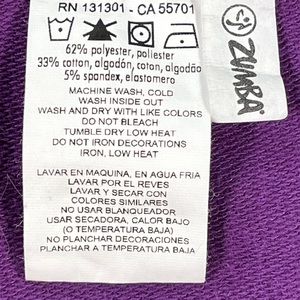 RN 131301 - CA 55701
62% polyester, poliester
33% cotton, algodón, cotan, algodão
5% spandex, elastomero
MACHINE WASH, COLD
WASH INSIDE OUT
WASH AND DRY WITH LIKE COLORS
DO NOT BLEACH
TUMBLE DRY LOW HEAT
DO NOT IRON DECORATIONS
IRON, LOW HEAT
LAVAR EN MAQUINA, EN AGUA FRIA
LAVAR POR EL REVES
LAVAR Y SECAR CON
COLORES SIMILARES
NO USAR BLANQUEADOR
USAR SECADORA, CALOR BAJO
(O TEMPERATURA BAJA)
NO PLANCHAR DECORACIONES
PLANCHAR (TEMPERATURA BAJA)
ZUMBA